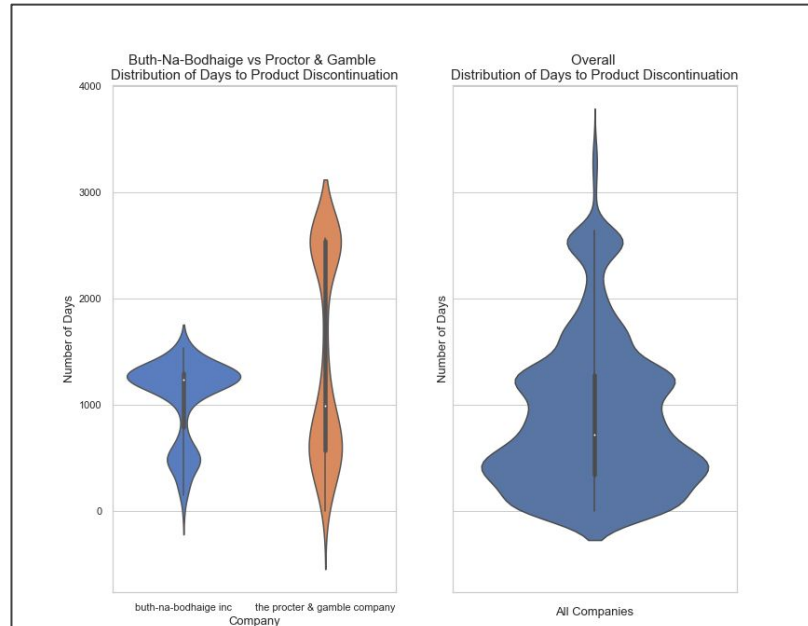 Buth-Na-Bodhaige vs Proctor & Gamble
Distribution of Days to Product Discontinuation
Number of Days
4000
3000
2000
1000
0
buth-na-bodhaige inc
the procter & gamble company
Company
Overall
Distribution of Days to Product Discontinuation
Number of Days
All Companies